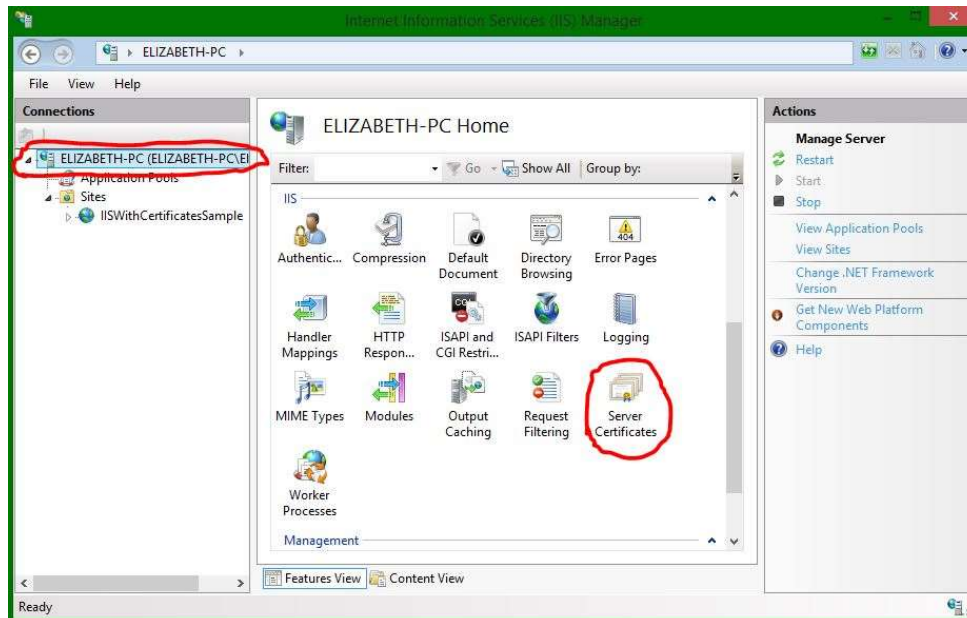 Internet Information Services (IIS) Manager
ELIZABETH-PC
File View Help
Connections
ELIZABETH-PC (ELIZABETH-PC\El
Application Pools
Sites
IISWithCertificatesSample
ELIZABETH-PC Home
Filter: Go Show All Group by:
IIS
Authentic... Compression Default Directory Error Pages
Document Browsing
Handler HTTP ISAPI and ISAPI Filters Logging
Mappings Respon... CGI Restri...
MIME Types Modules Output Request Server
Caching Filtering Certificates
Worker
Processes
Management
Features View Content View
Actions
Manage Server
Restart
Start
Stop
View Application Pools
View Sites
Change .NET Framework
Version
Get New Web Platform
Components
Help
Ready